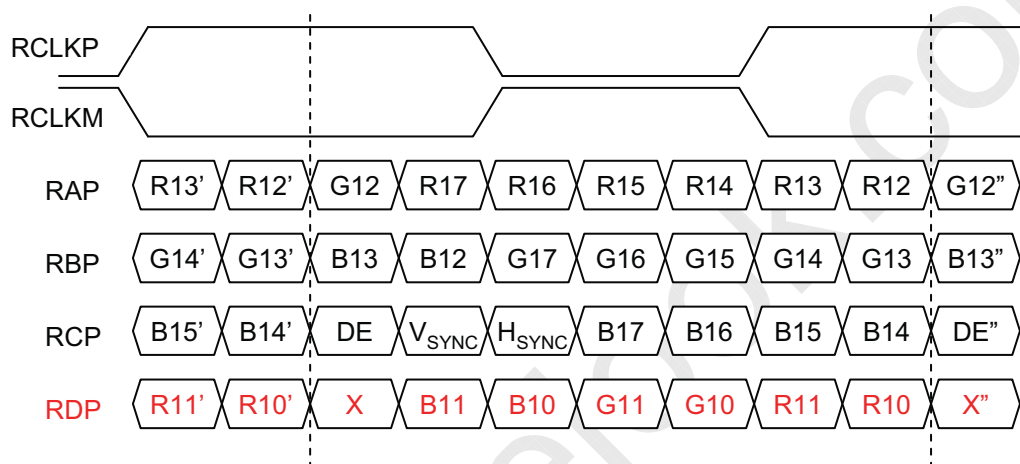 RCLKP
RCLKM
RAP R13’ R12’ G12 R17 R16 R15 R14 R13 R12 G12”
RBP G14’ G13’ B13 B12 G17 G16 G15 G14 G13 B13”
RCP B15’ B14’ DE VSYNC HSYNC B17 B16 B15 B14 DE”
RDP R11’ R10’ X B11 B10 G11 G10 R11 R10 X”